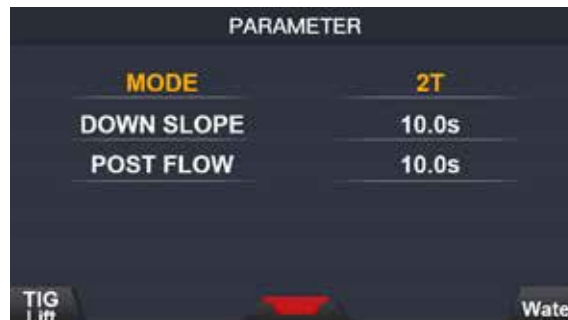 PARAMETER
MODE 2T
DOWN SLOPE 10.0s
POST FLOW 10.0s
TIG
Lift
Wate